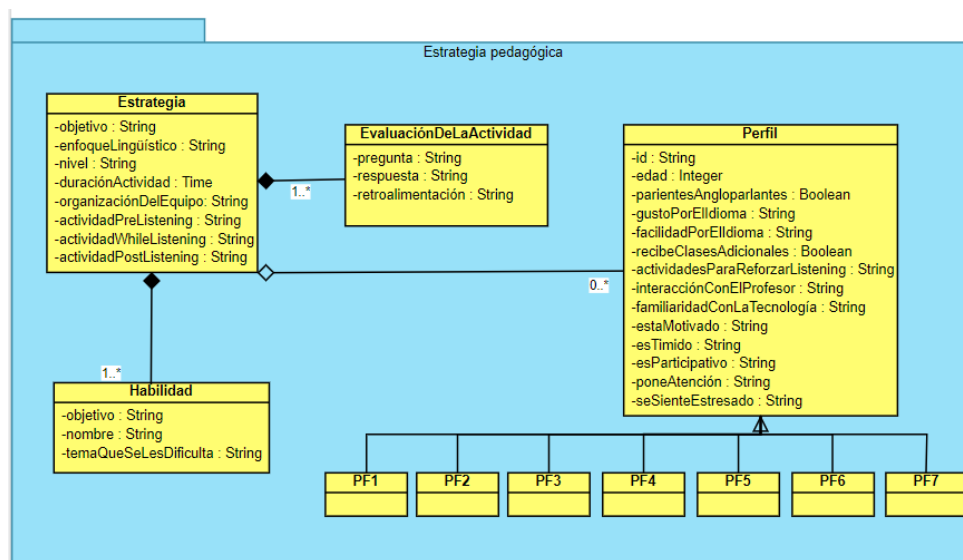 Estrategia pedagógica
Estrategia
-objetivo : String
-enfoqueLingüístico : String
-nivel : String
-duraciónActividad : Time
-organizaciónDelEquipo: String
-actividadPreListening : String
-actividadWhileListening : String
-actividadPostListening : String
EvaluaciónDeLaActividad
-pregunta : String
-respuesta : String
-retroalimentación : String
1..*
Perfil
-id : String
-edad : Integer
-parientesAngloparlantes : Boolean
-gustoPorElIdioma : String
-facilidadPorElIdioma : String
-recibeClasesAdicionales : Boolean
-actividadesParaReforzarListening : String
-interacciónConElProfesor : String
-familiaridadConLaTecnología : String
-estaMotivado : String
-esTimido : String
-esParticipativo : String
-poneAtención : String
-seSienteEstresado : String
0..*
1..*
Habilidad
-objetivo : String
-nombre : String
-temaQueSeLesDificulta : String
PF1
PF2
PF3
PF4
PF5
PF6
PF7